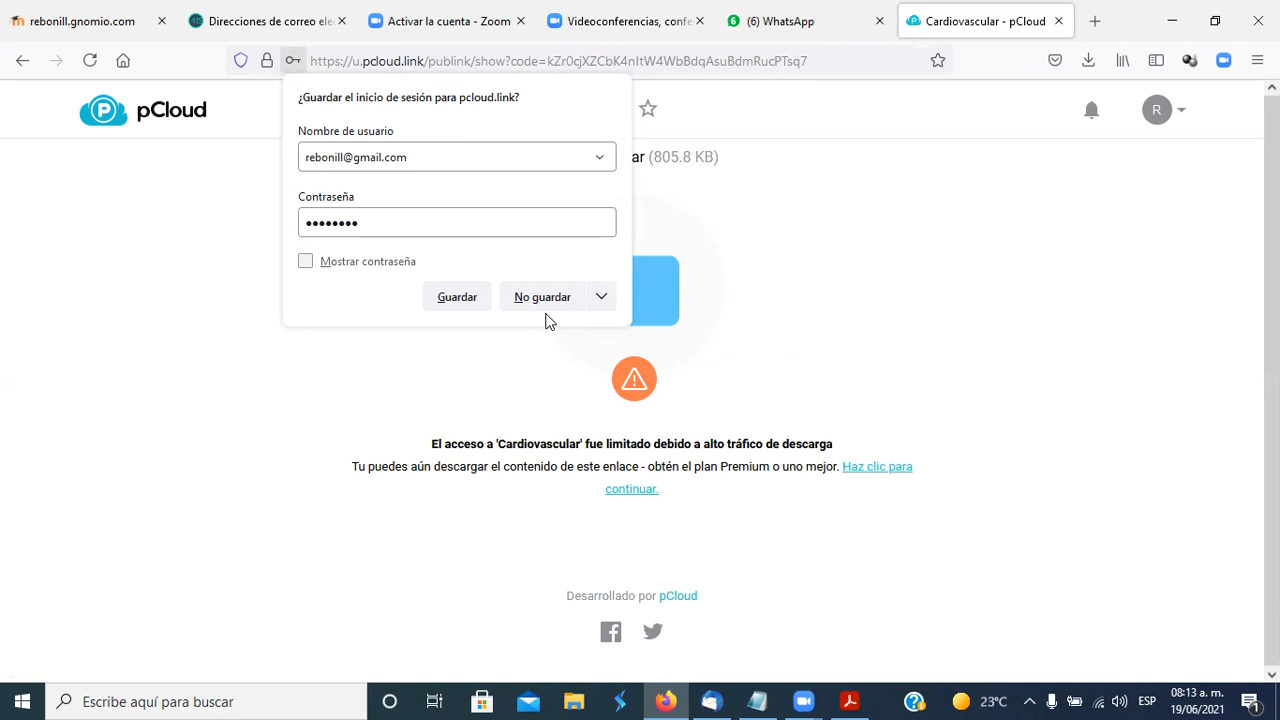 rebonill.gnomio.com
Direcciones de correo ele
Activar la cuenta - Zoom
Videoconferencias, confe
6 (6) WhatsApp
Cardiovascular - pCloud
https://u.pcloud.link/publink/show?code=kZr0cjXZCbK4nItW4WbBdqAsuBdmRucPTsq7
pCloud
R
¿Guardar el inicio de sesión para pcloud.link?
Nombre de usuario
rebonill@gmail.com
ar (805.8 KB)
Contraseña
••••••••
Mostrar contraseña
Guardar
No guardar
El acceso a 'Cardiovascular' fue limitado debido a alto tráfico de descarga
Tu puedes aún descargar el contenido de este enlace - obtén el plan Premium o uno mejor. Haz clic para
continuar.
Desarrollado por pCloud
Escribe aquí para buscar
23°C
ESP
08:13 a. m.
19/06/2021
1